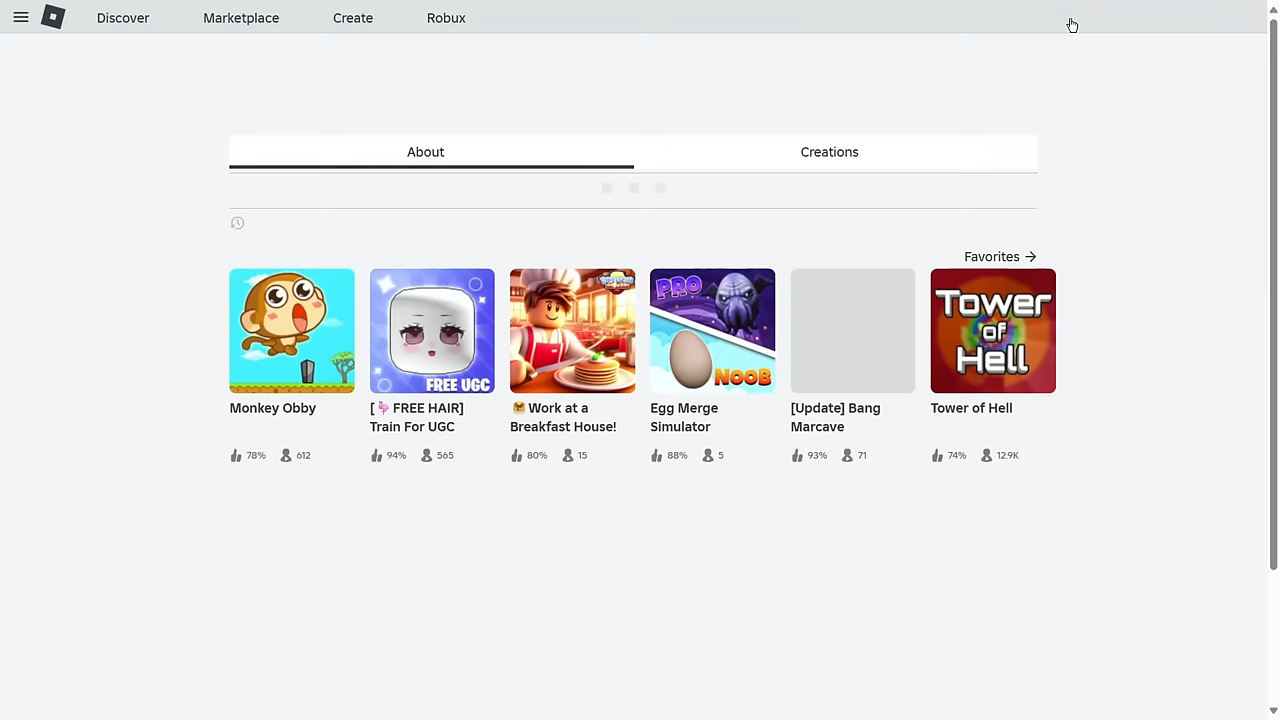 Discover Marketplace Create Robux
About Creations
Favorites →
PRO
NOOB
FREE UGC
Tower
of
Hell
Monkey Obby
[🦩 FREE HAIR]
Train For UGC
Work at a
Breakfast House!
Egg Merge
Simulator
[Update] Bang
Marcave
Tower of Hell
78% 612
94% 565
80% 15
88% 5
93% 71
74% 12.9K